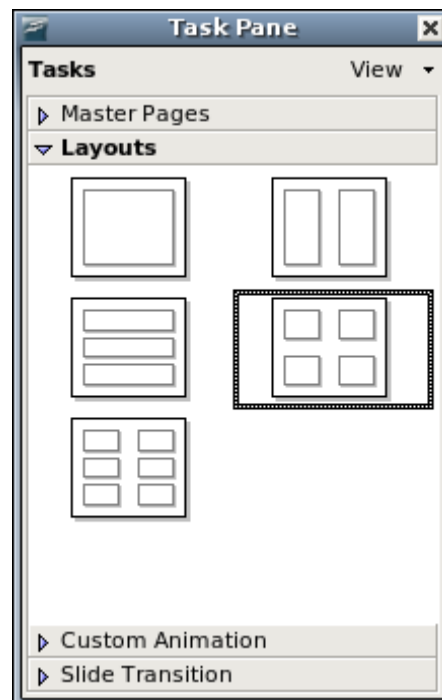 Task Pane
Tasks View
Master Pages
Layouts
Custom Animation
Slide Transition